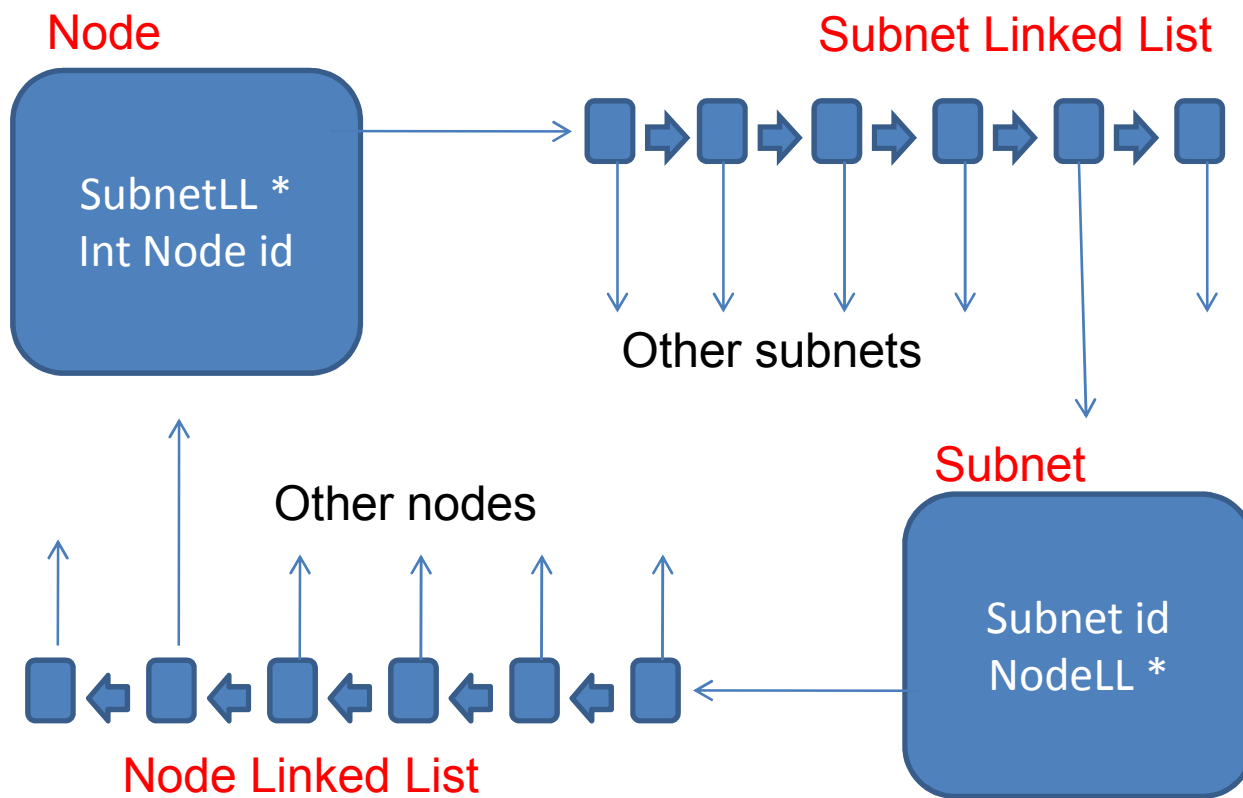 Node
Subnet Linked List
SubnetLL *
Int Node id
Other subnets
Subnet
Other nodes
Subnet id
NodeLL *
Node Linked List